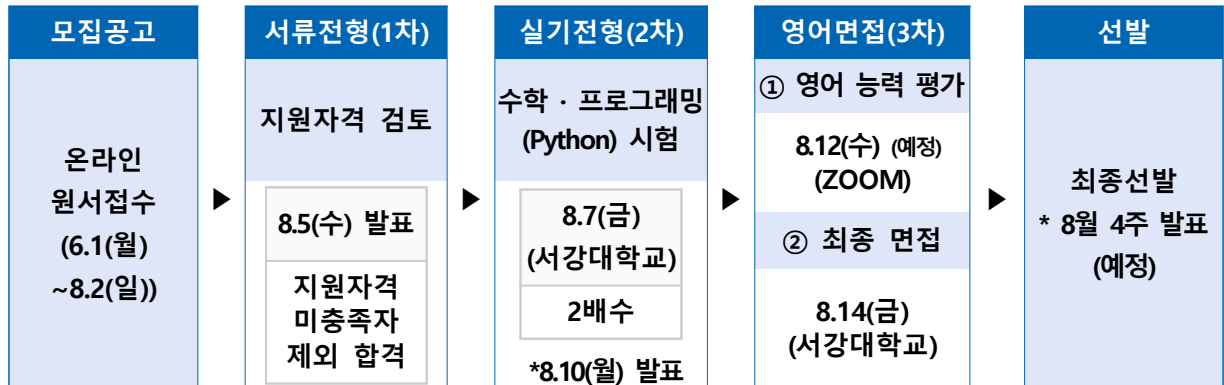 모집공고
온라인
원서접수
(6.1(월)
~8.2(일))
▶
서류전형(1차)
지원자격 검토
8.5(수) 발표
지원자격
미충족자
제외 합격
▶
실기전형(2차)
수학 · 프로그래밍
(Python) 시험
8.7(금)
(서강대학교)
2배수
*8.10(월) 발표
▶
영어면접(3차)
① 영어 능력 평가
8.12(수) (예정)
(ZOOM)
② 최종 면접
8.14(금)
(서강대학교)
▶
선발
최종선발
* 8월 4주 발표
(예정)